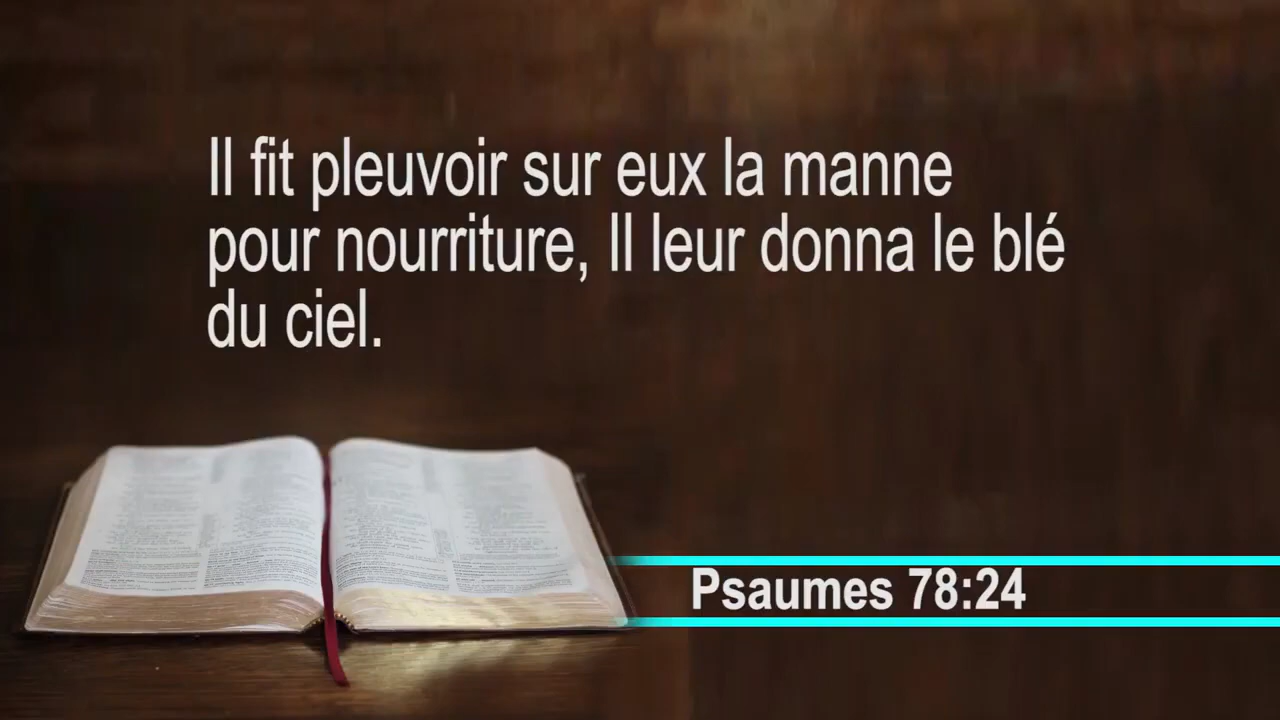 Il fit pleuvoir sur eux la manne
pour nourriture, Il leur donna le blé
du ciel.
Psaumes 78:24